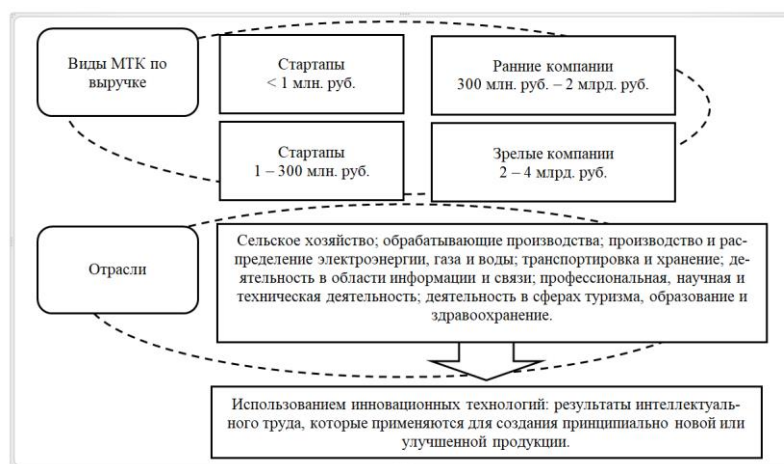 Виды МТК по
выручке
Стартапы
< 1 млн. руб.
Ранние компании
300 млн. руб. – 2 млрд. руб.
Стартапы
1 – 300 млн. руб.
Зрелые компании
2 – 4 млрд. руб.
Отрасли
Сельское хозяйство; обрабатывающие производства; производство и рас-
пределение электроэнергии, газа и воды; транспортировка и хранение; де-
ятельность в области информации и связи; профессиональная, научная и
техническая деятельность; деятельность в сферах туризма, образование и
здравоохранение.
Использованием инновационных технологий: результаты интеллектуаль-
ного труда, которые применяются для создания принципиально новой или
улучшенной продукции.